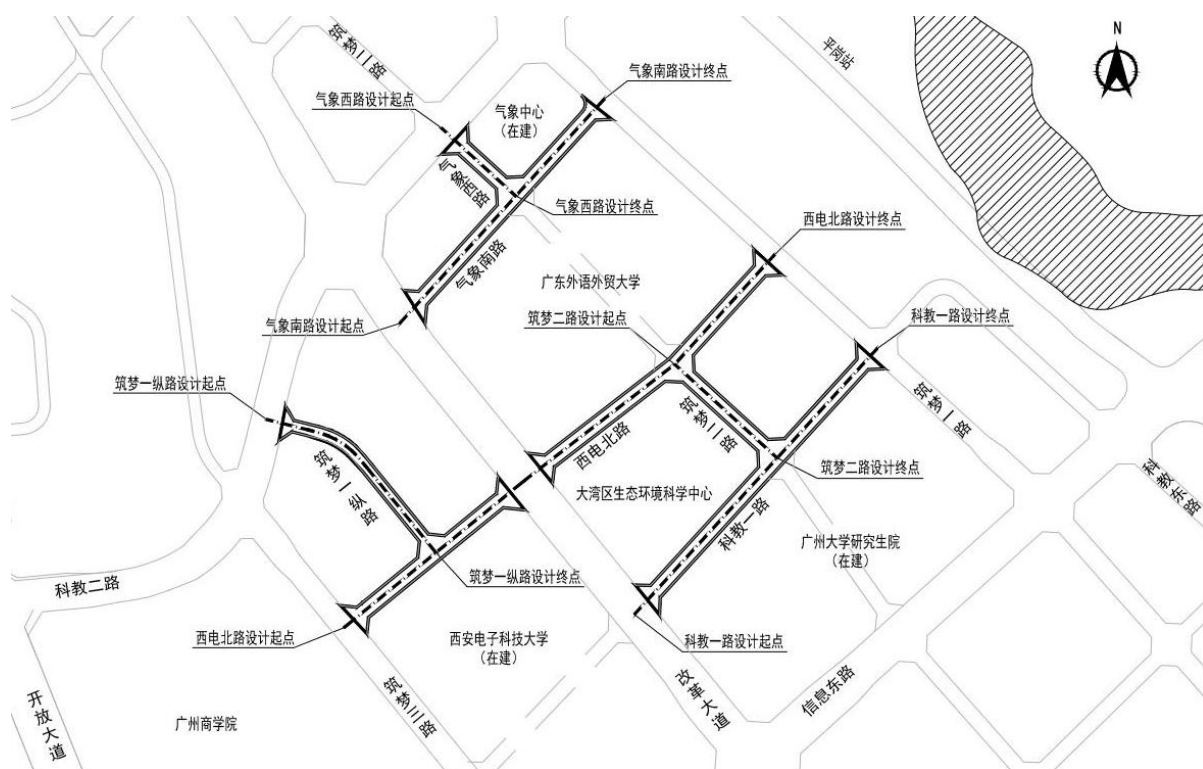 N
筑梦二路
平岗站
气象南路设计终点
气象西路设计起点
气象中心
（在建）
气象西路
气象西路设计终点
西电北路设计终点
气象南路
广东外语外贸大学
筑梦二路设计起点
科教一路设计终点
气象南路设计起点
筑梦一纵路设计起点
筑梦二路
筑梦一路
筑梦一纵路
西电北路
筑梦二路设计终点
科教东路
大湾区生态环境科学中心
科教一路
广州大学研究生院
（在建）
科教二路
筑梦一纵路设计终点
西电北路设计起点
西安电子科技大学
（在建）
科教一路设计起点
开放大道
广州商学院
筑梦三路
改革大道
信息东路